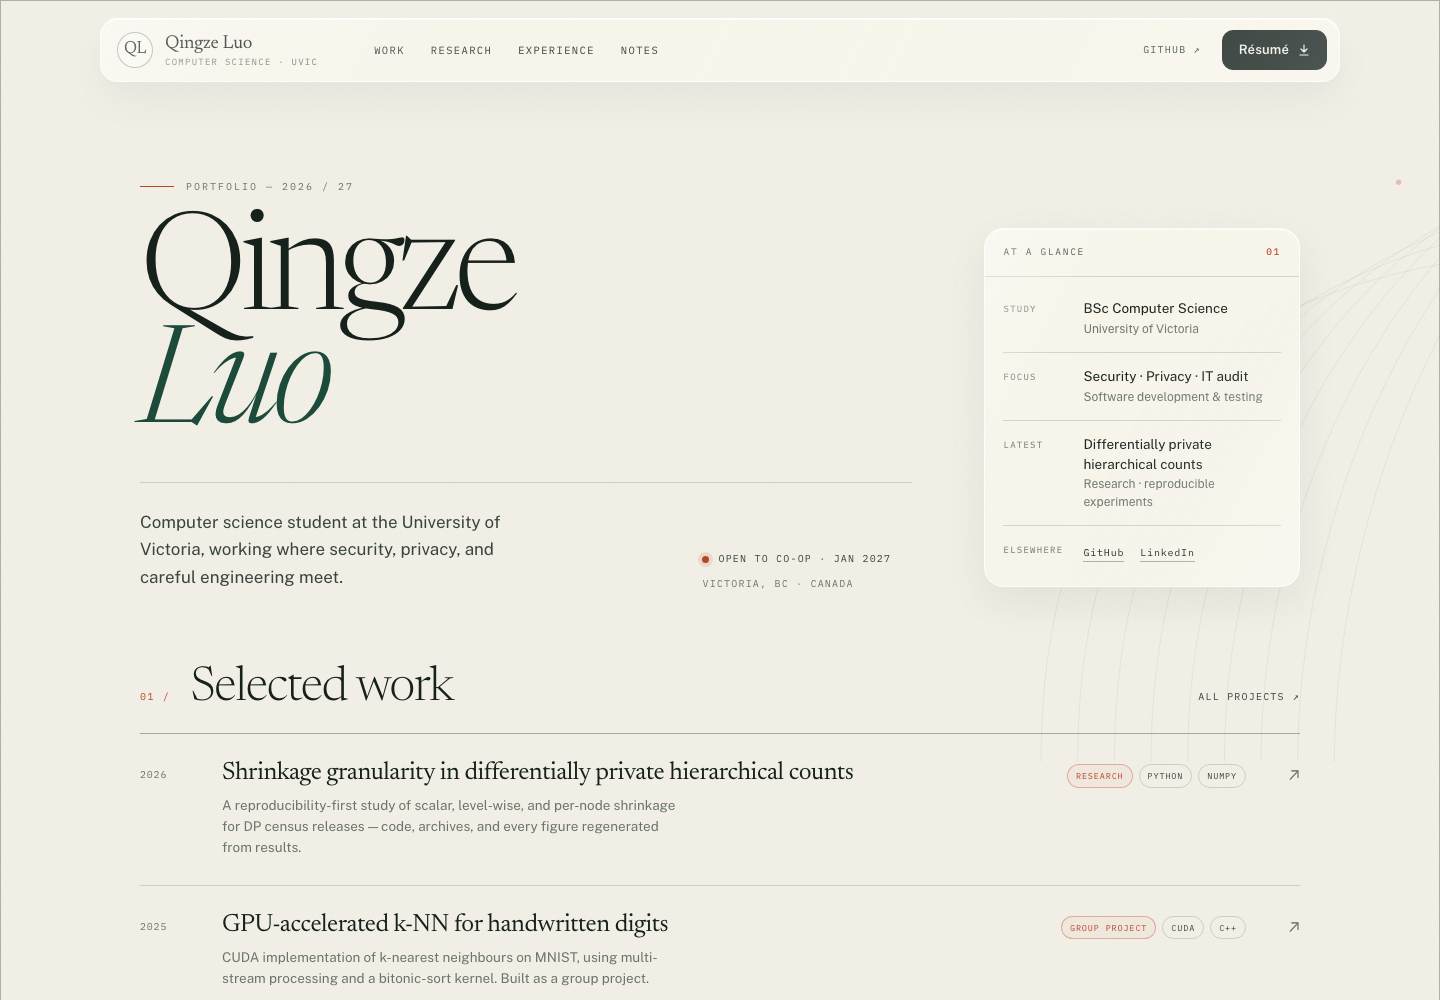 QL
Qingze Luo
COMPUTER SCIENCE · UVIC
WORK
RESEARCH
EXPERIENCE
NOTES
GITHUB ↗
Résumé
PORTFOLIO — 2026 / 27
Qingze
Luo
Computer science student at the University of
Victoria, working where security, privacy, and
careful engineering meet.
OPEN TO CO-OP · JAN 2027
VICTORIA, BC · CANADA
AT A GLANCE
01
STUDY
BSc Computer Science
University of Victoria
FOCUS
Security · Privacy · IT audit
Software development & testing
LATEST
Differentially private
hierarchical counts
Research · reproducible
experiments
ELSEWHERE
GitHub
LinkedIn
01 /
Selected work
ALL PROJECTS ↗
2026
Shrinkage granularity in differentially private hierarchical counts
A reproducibility-first study of scalar, level-wise, and per-node shrinkage
for DP census releases — code, archives, and every figure regenerated
from results.
RESEARCH
PYTHON
NUMPY
2025
GPU-accelerated k-NN for handwritten digits
CUDA implementation of k-nearest neighbours on MNIST, using multi-
stream processing and a bitonic-sort kernel. Built as a group project.
GROUP PROJECT
CUDA
C++